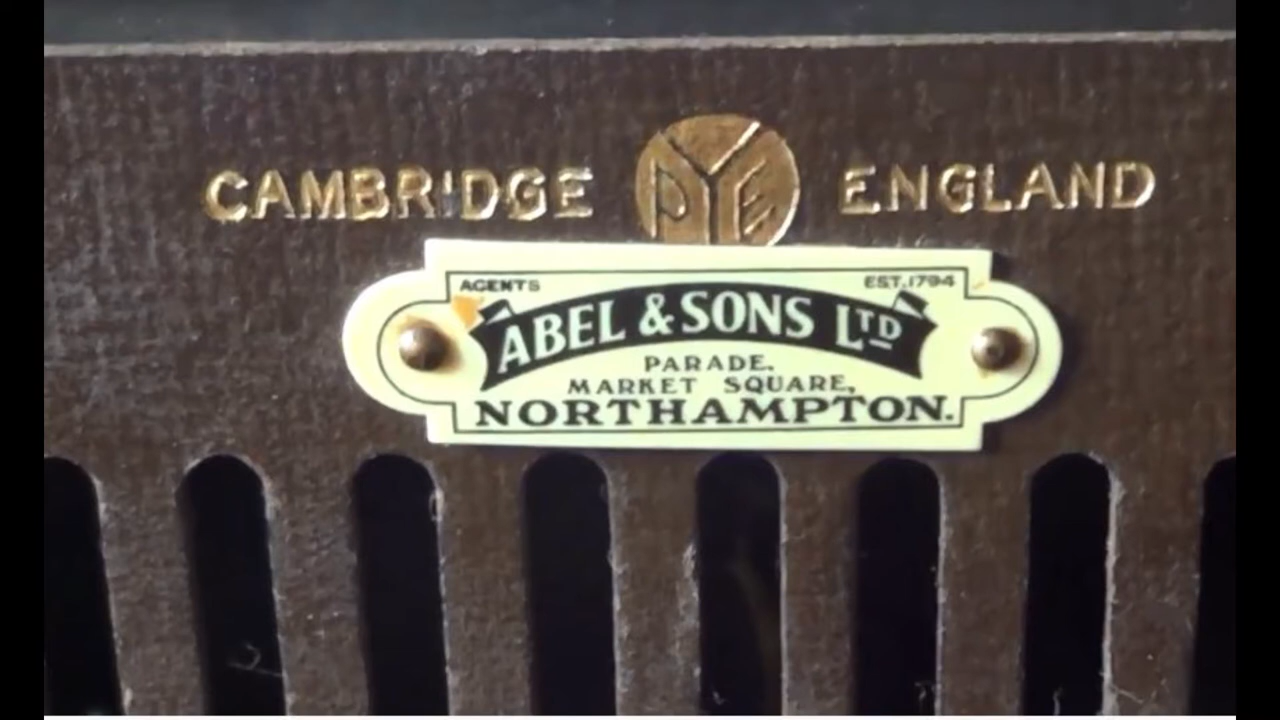 CAMBRIDGE PYE ENGLAND
AGENTS EST. 1794
ABEL & SONS LTD
PARADE.
MARKET SQUARE,
NORTHAMPTON.